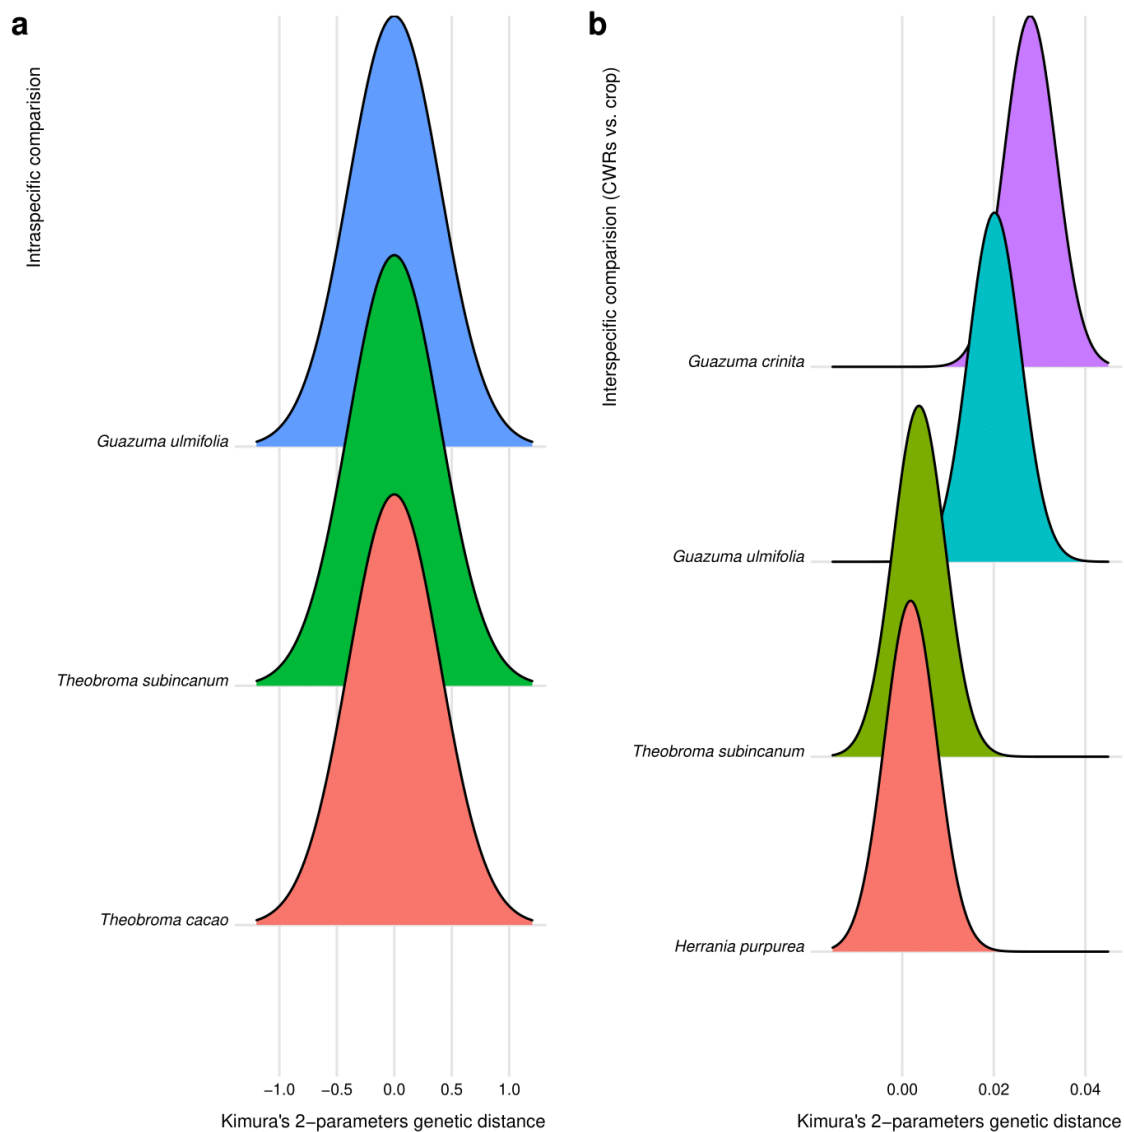 a
Intraspecific comparision
Guazuma ulmifolia
Theobroma subincanum
Theobroma cacao
−1.0 −0.5 0.0 0.5 1.0
Kimura's 2−parameters genetic distance
b
Interspecific comparision (CWRs vs. crop)
Guazuma crinita
Guazuma ulmifolia
Theobroma subincanum
Herrania purpurea
0.00 0.02 0.04
Kimura's 2−parameters genetic distance